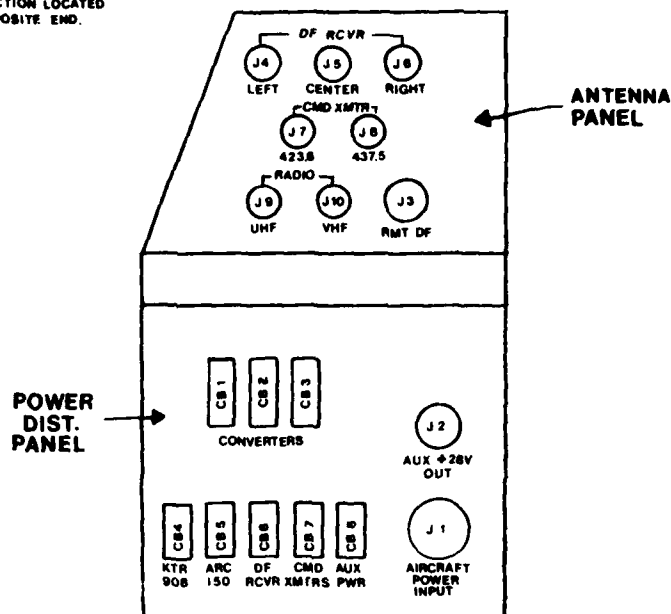 CTION LOCATED
POSITE END.
DF RCVR
J4 J5 J6
LEFT CENTER RIGHT
CMD XMTR
J7 J8
423.8 437.5
RADIO
J9 J10 J3
UHF VHF RMT DF
ANTENNA
PANEL
POWER
DIST.
PANEL
CB1 CB2 CB3
CONVERTERS
J2
AUX +28V
OUT
CB4 CB5 CB6 CB7 CB8
J1
KTR ARC DF CMD AUX
908 150 RCVR XMTRS PWR
AIRCRAFT
POWER
INPUT